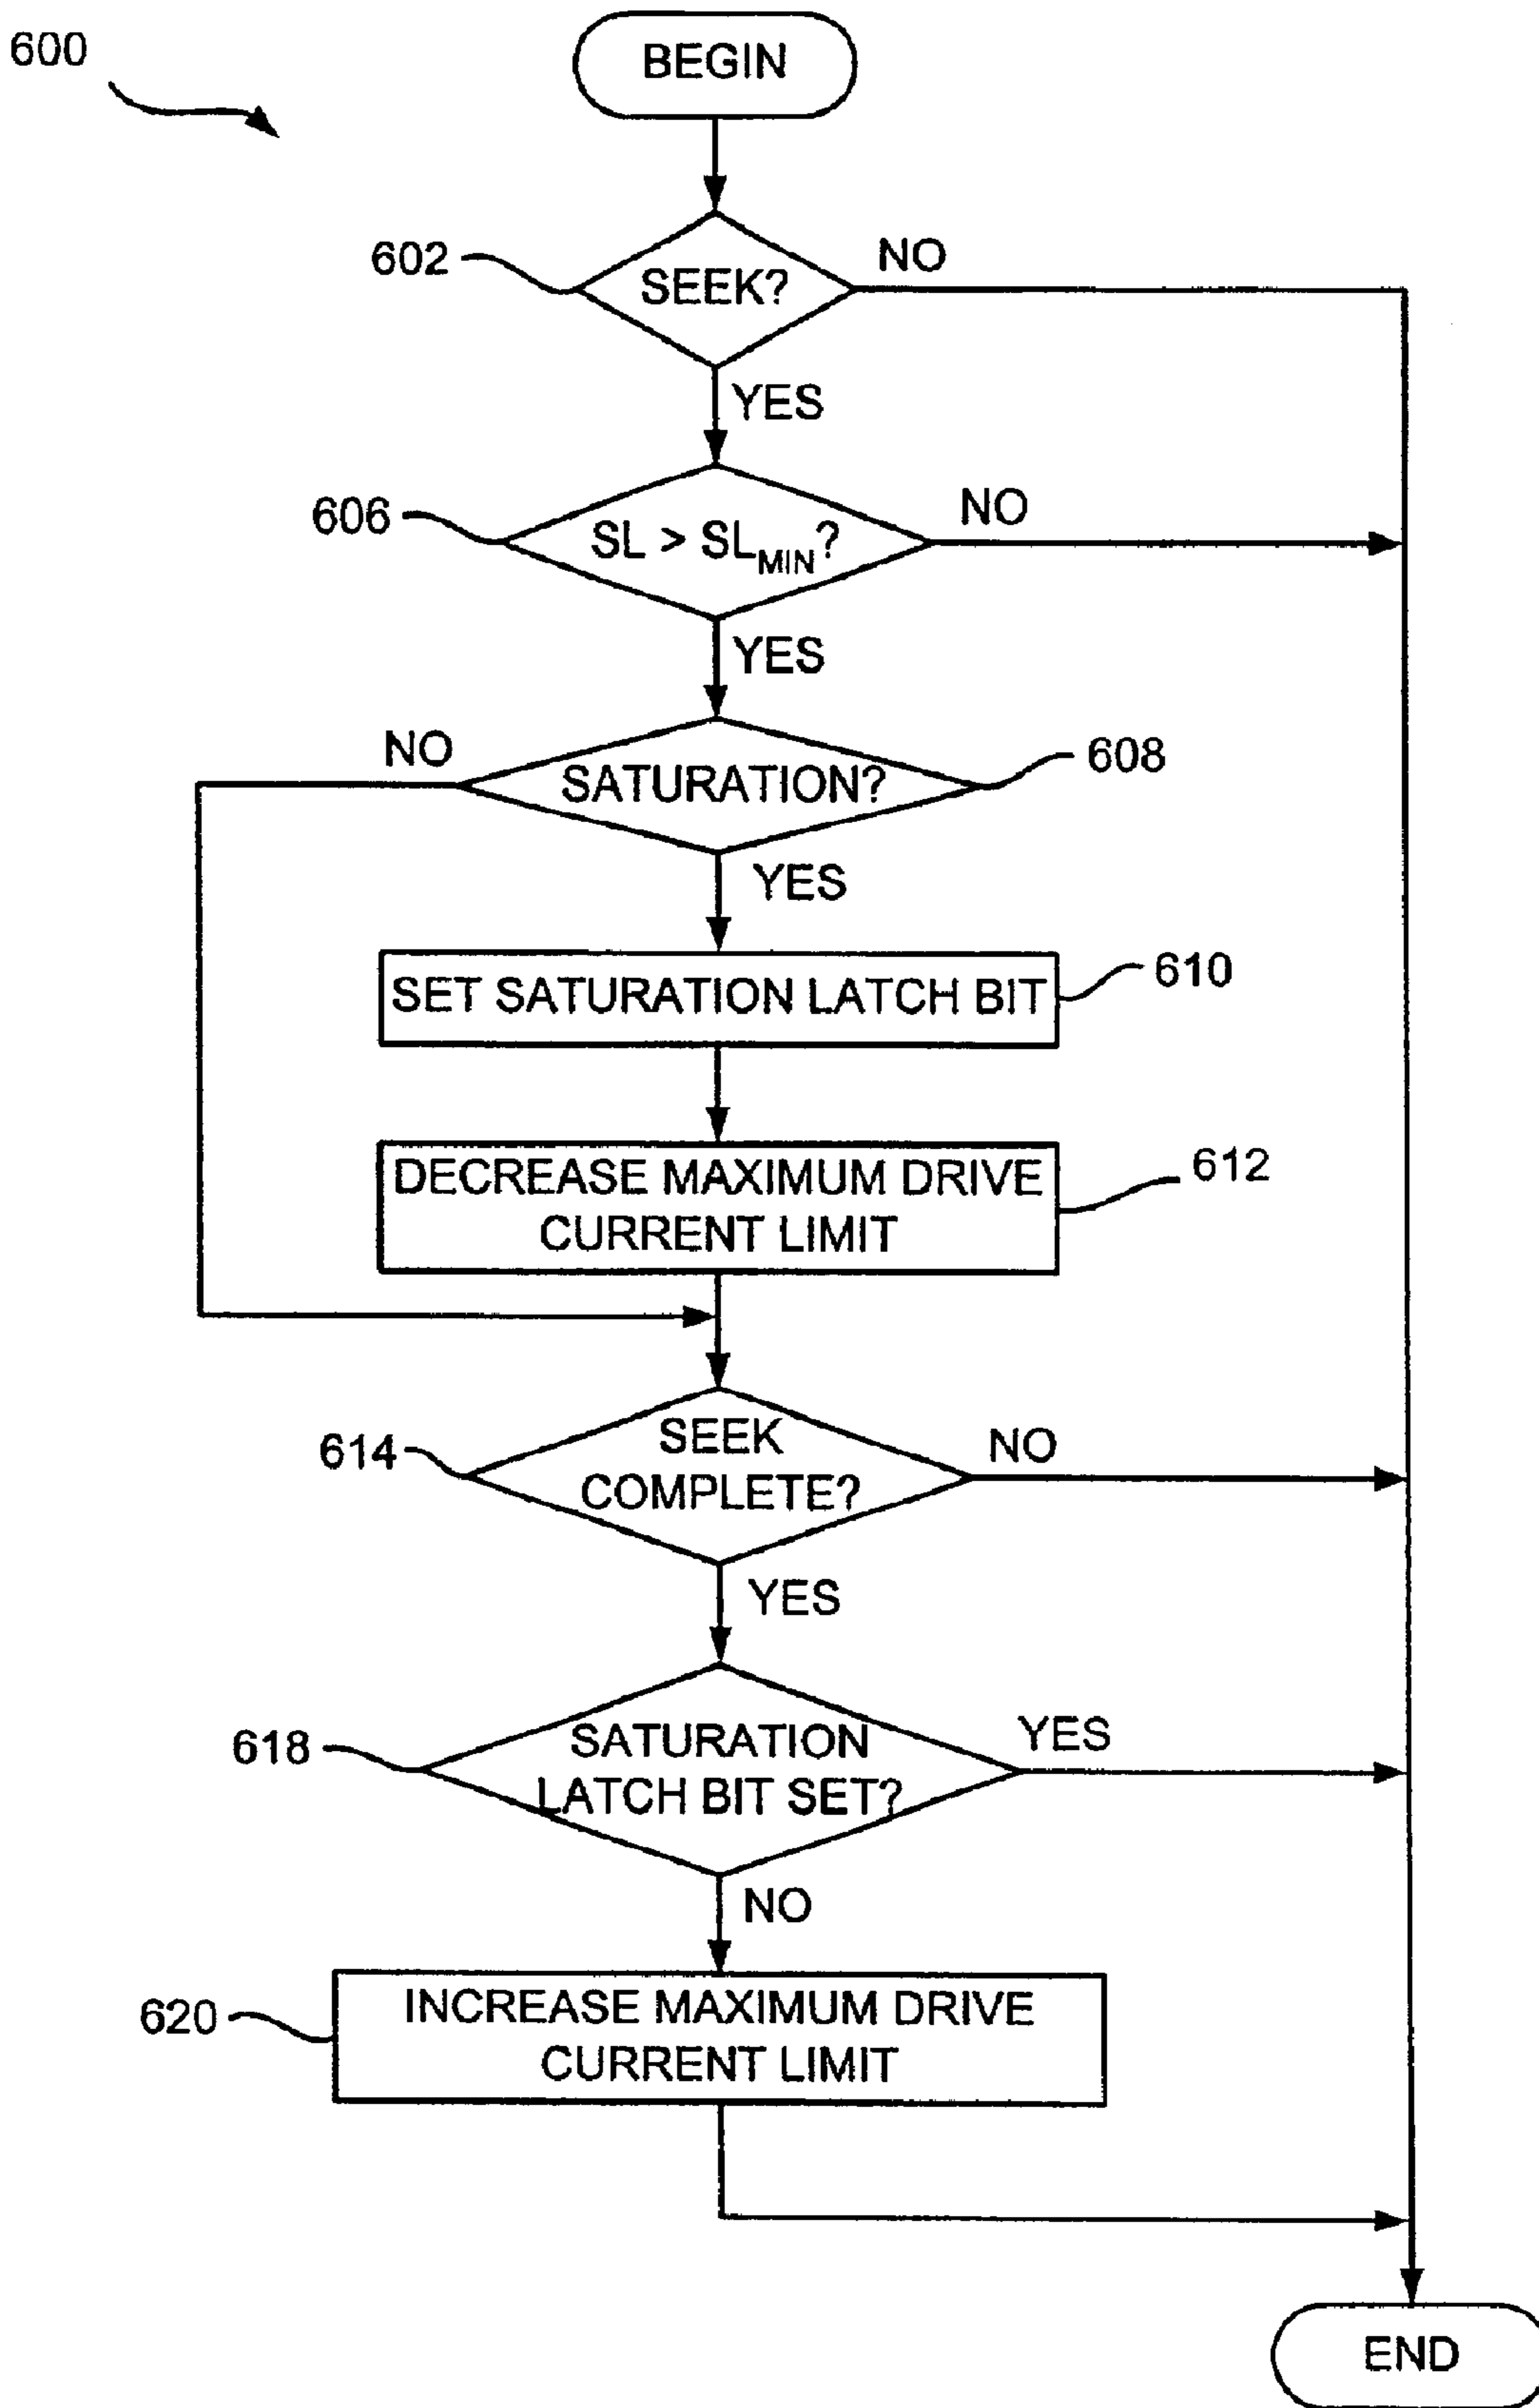 600
BEGIN
602
SEEK?
NO
YES
606
SL > SLMIN?
NO
YES
NO
SATURATION?
608
YES
SET SATURATION LATCH BIT
610
DECREASE MAXIMUM DRIVE
CURRENT LIMIT
612
614
SEEK
COMPLETE?
NO
YES
618
SATURATION
LATCH BIT SET?
YES
NO
620
INCREASE MAXIMUM DRIVE
CURRENT LIMIT
END